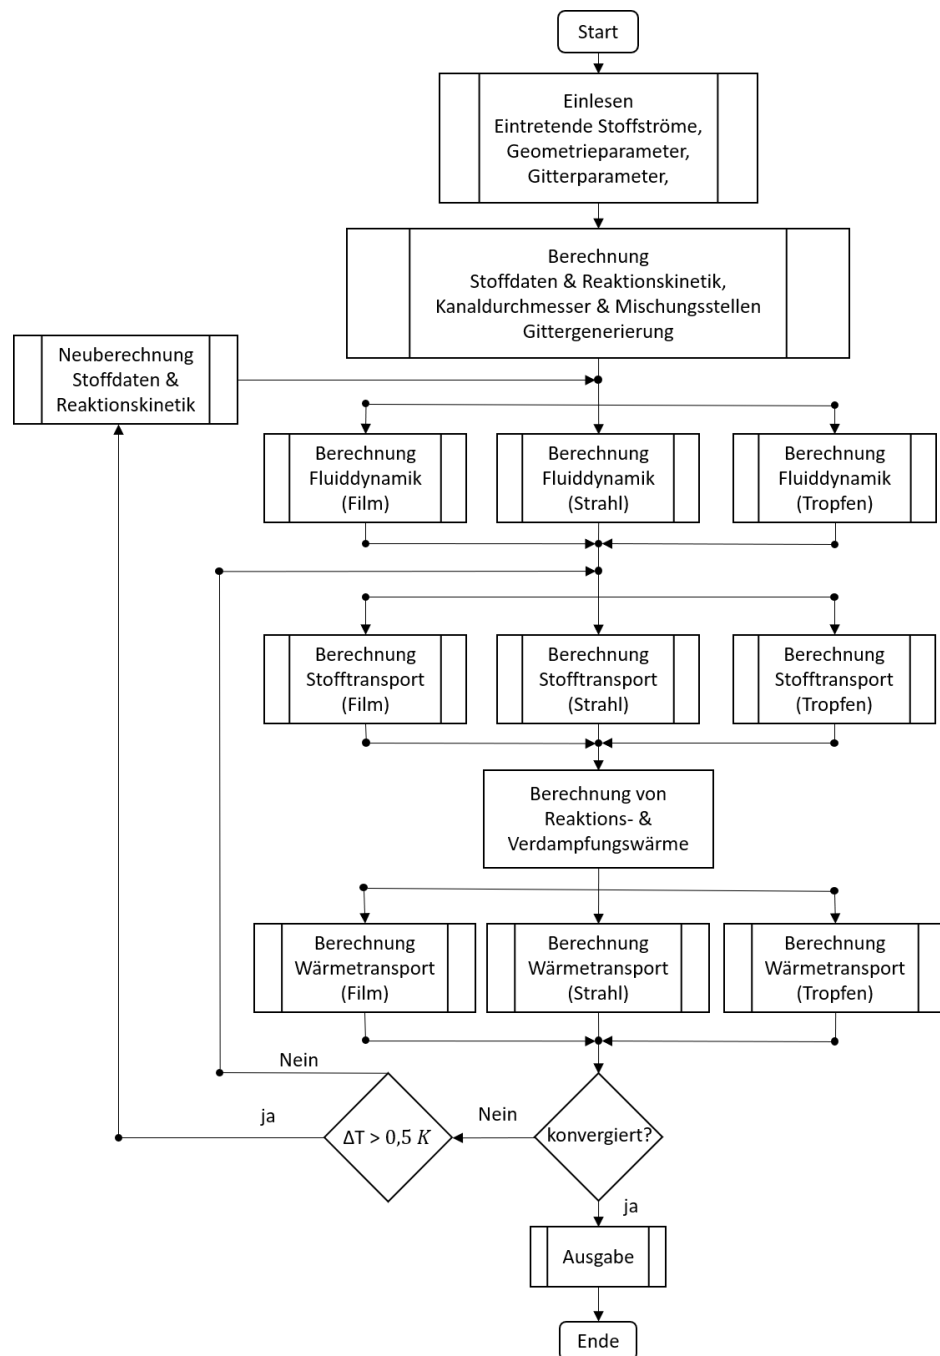 Start
Einlesen
Eintretende Stoffströme,
Geometrieparameter,
Gitterparameter,
Berechnung
Stoffdaten & Reaktionskinetik,
Kanaldurchmesser & Mischungsstellen
Gittergenerierung
Neuberechnung
Stoffdaten &
Reaktionskinetik
Berechnung
Fluiddynamik
(Film)
Berechnung
Fluiddynamik
(Strahl)
Berechnung
Fluiddynamik
(Tropfen)
Berechnung
Stofftransport
(Film)
Berechnung
Stofftransport
(Strahl)
Berechnung
Stofftransport
(Tropfen)
Berechnung von
Reaktions- &
Verdampfungswärme
Berechnung
Wärmetransport
(Film)
Berechnung
Wärmetransport
(Strahl)
Berechnung
Wärmetransport
(Tropfen)
Nein
ja
ΔT > 0,5 K
Nein
konvergiert?
ja
Ausgabe
Ende